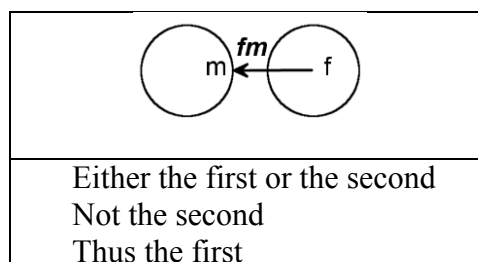 fm
m f
Either the first or the second
Not the second
Thus the first